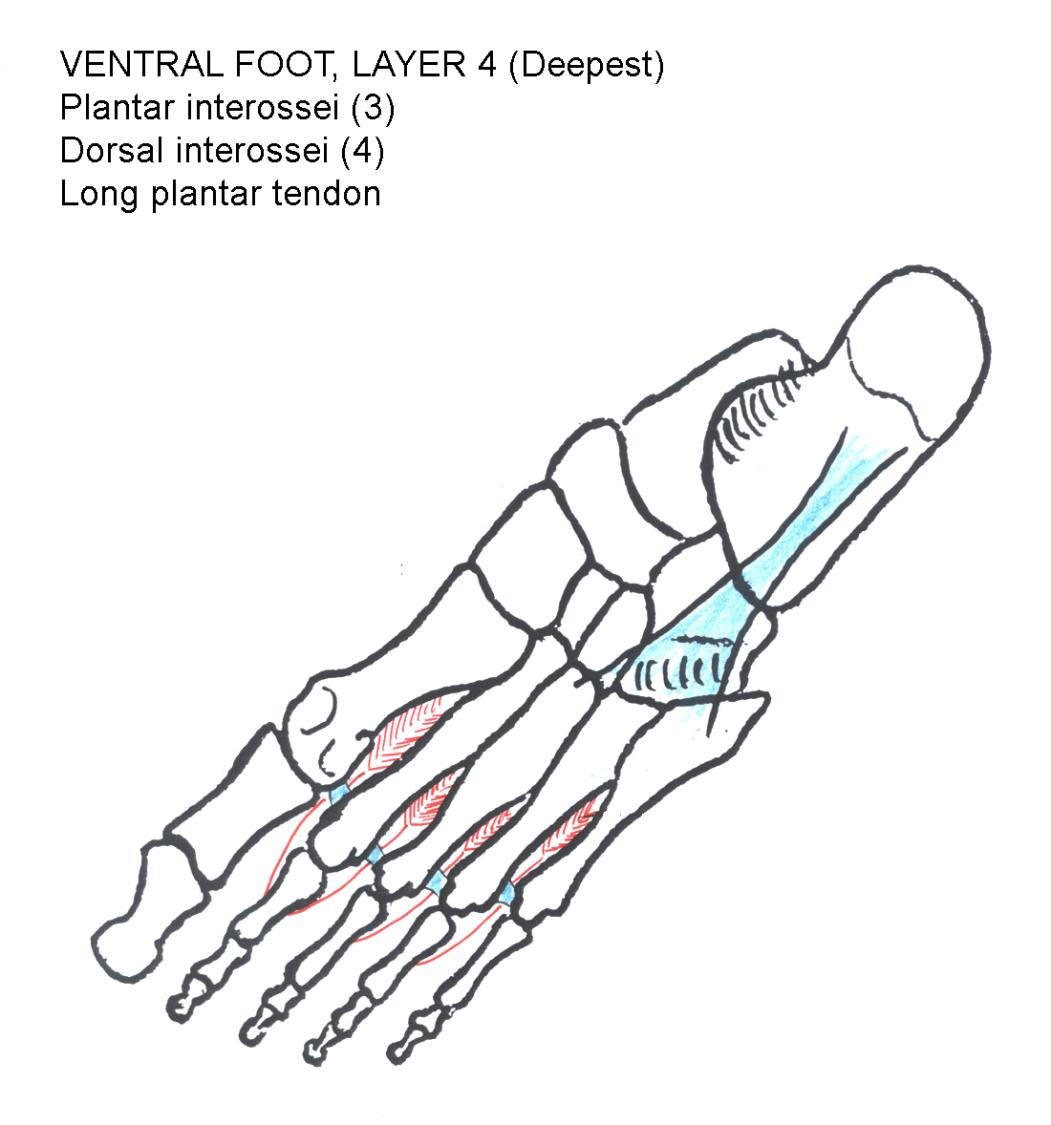 VENTRAL FOOT, LAYER 4 (Deepest)
Plantar interossei (3)
Dorsal interossei (4)
Long plantar tendon